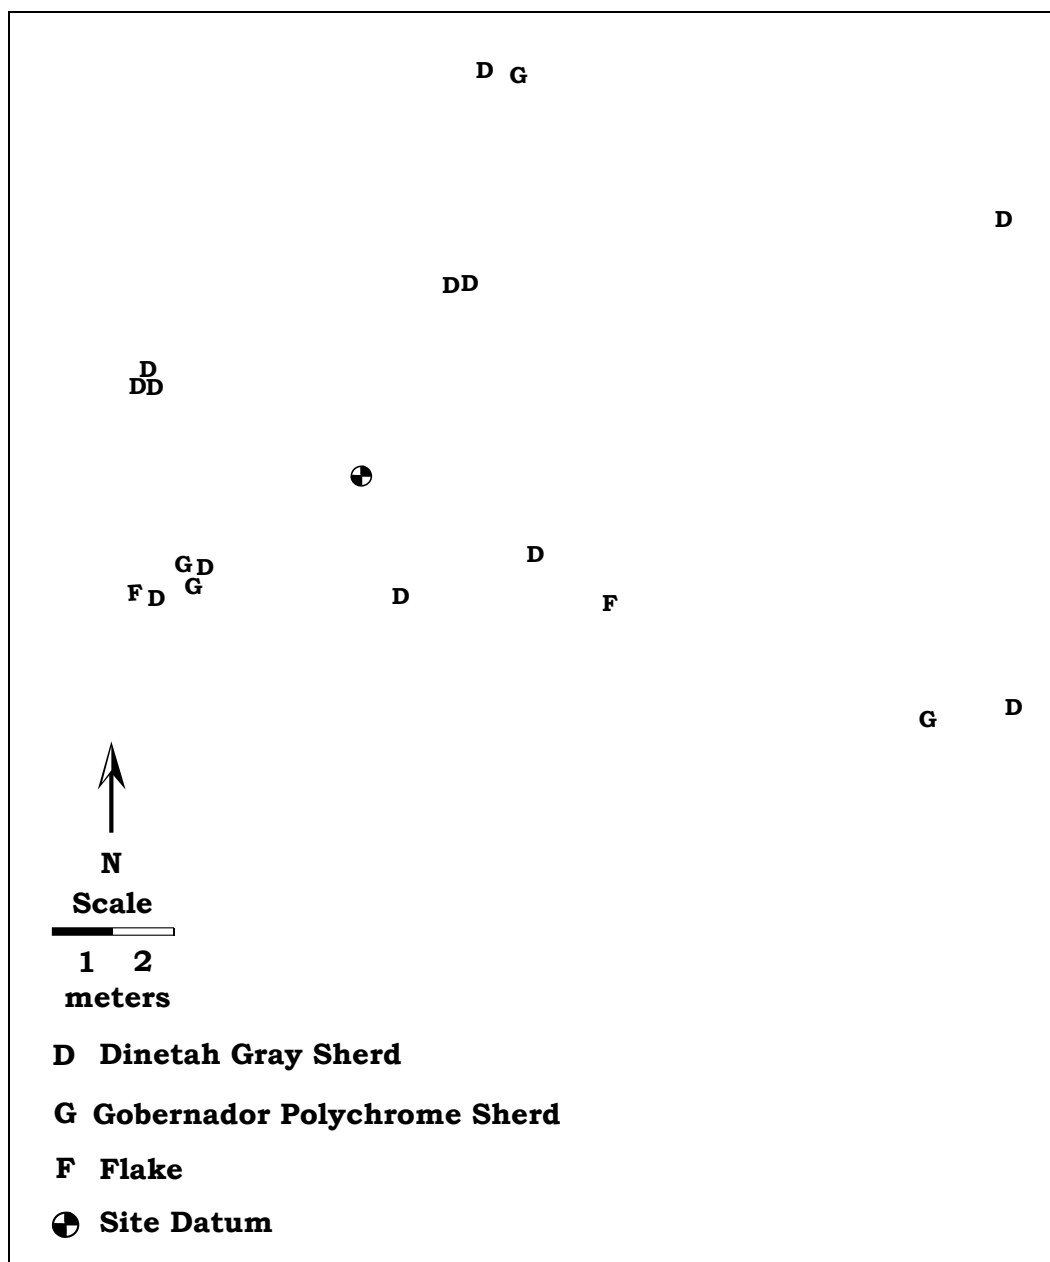 D G
D
DD
D
DD
D
G D
G
F D
D
F
D
G
N
Scale
1 2
meters
D Dinetah Gray Sherd
G Gobernador Polychrome Sherd
F Flake
Site Datum